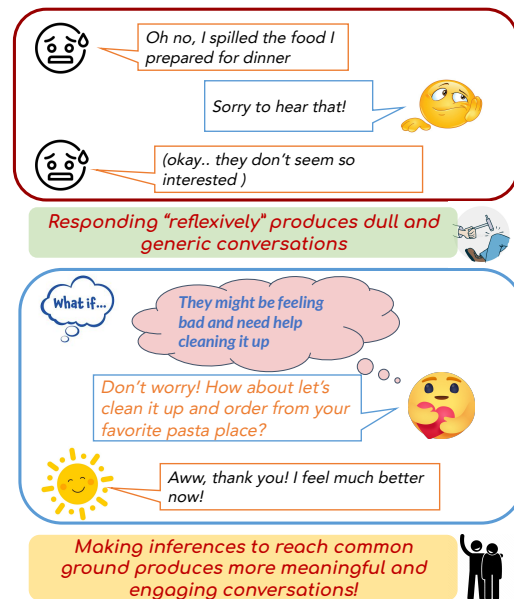 Oh no, I spilled the food I
prepared for dinner
Sorry to hear that!
(okay.. they don't seem so
interested )
Responding "reflexively" produces dull and
generic conversations
What if...
They might be feeling
bad and need help
cleaning it up
Don't worry! How about let's
clean it up and order from your
favorite pasta place?
Aww, thank you! I feel much better
now!
Making inferences to reach common
ground produces more meaningful and
engaging conversations!